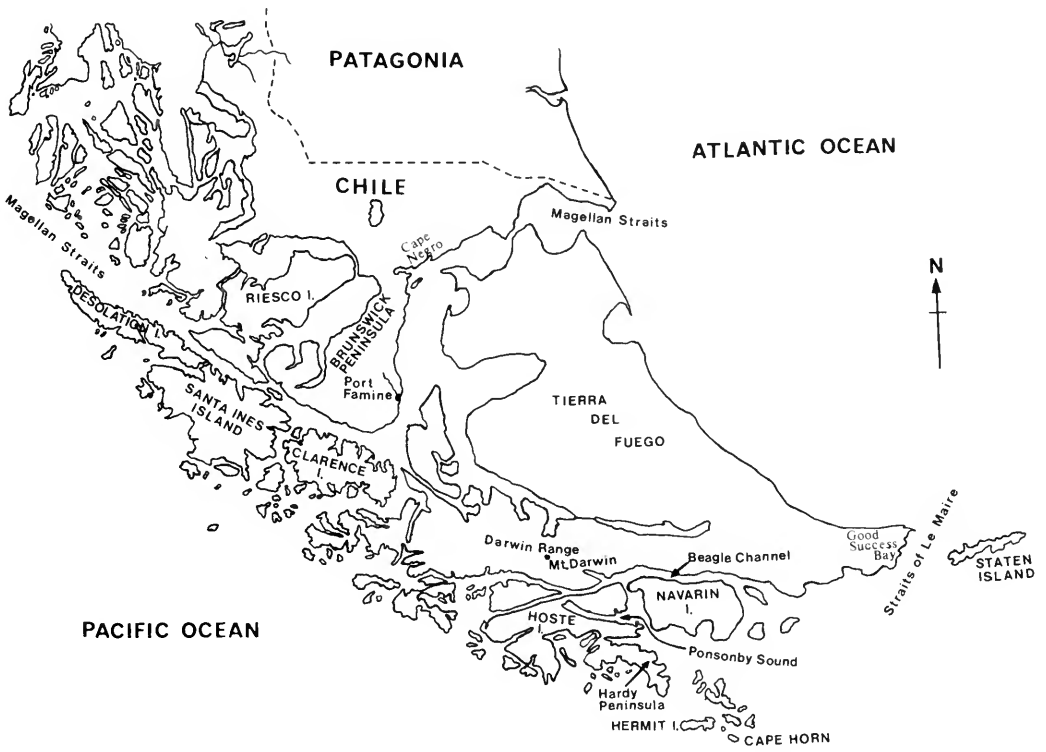 PATAGONIA
ATLANTIC OCEAN
CHILE
Magellan Straits
Magellan Straits
Cape
Negro
N
DESOLATION I.
RIESCO I.
BRUNSWICK
PENINSULA
Port
Famine
SANTA INES
ISLAND
TIERRA
DEL
FUEGO
CLARENCE
I.
Good
Success
Bay
Straits of Le Maire
STATEN
ISLAND
Darwin Range
Mt. Darwin
Beagle Channel
NAVARIN
I.
HOSTE
I.
PACIFIC OCEAN
Ponsonby Sound
Hardy
Peninsula
HERMIT I.
CAPE HORN